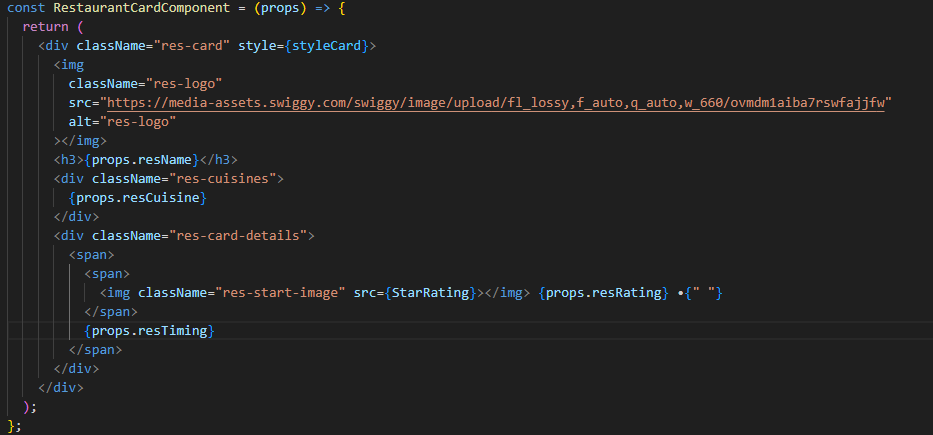 const RestaurantCardComponent = (props) => {
  return (
    <div className="res-card" style={styleCard}>
      <img
        className="res-logo"
        src="https://media-assets.swiggy.com/swiggy/image/upload/fl_lossy,f_auto,q_auto,w_660/ovmdm1aiba7rswfajjfw"
        alt="res-logo"
      ></img>
      <h3>{props.resName}</h3>
      <div className="res-cuisines">
        {props.resCuisine}
      </div>
      <div className="res-card-details">
        <span>
          <span>
            <img className="res-start-image" src={StarRating}></img> {props.resRating} •{" "}
          </span>
          {props.resTiming}
        </span>
      </div>
    </div>
  );
};